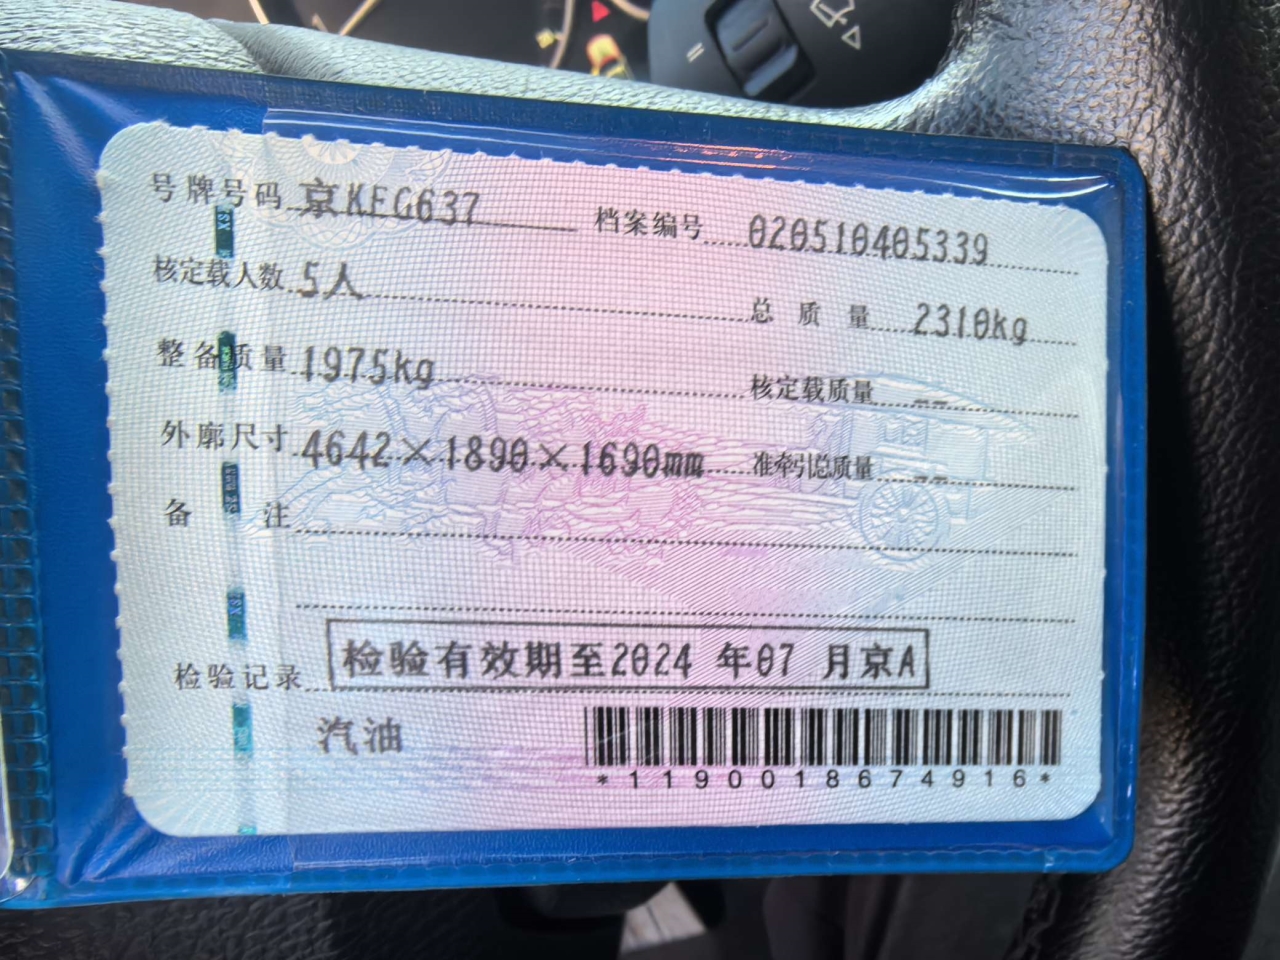 号牌号码 京KFG637 档案编号 020510405339
核定载人数 5人 总质量 2310kg
整备质量 1975kg 核定载质量 --
外廓尺寸 4642×1890×1690mm 准牵引总质量 --
备注
检验记录 检验有效期至2024 年07 月京A
汽油
*1190018674916*